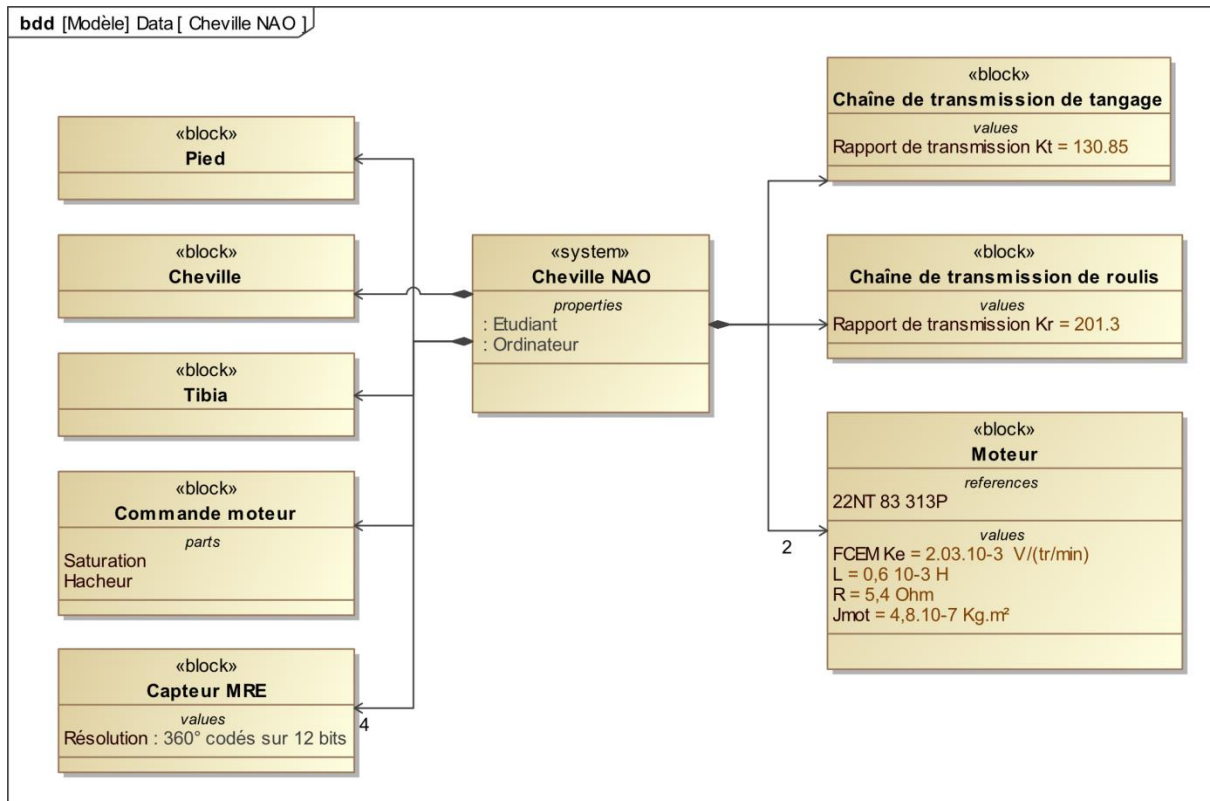 bdd [Modèle] Data [ Cheville NAO ]
«block»
Pied
«block»
Cheville
«block»
Tibia
«block»
Commande moteur
parts
Saturation
Hacheur
«block»
Capteur MRE
values
Résolution : 360° codés sur 12 bits
4
«system»
Cheville NAO
properties
: Etudiant
: Ordinateur
«block»
Chaîne de transmission de tangage
values
Rapport de transmission Kt = 130.85
«block»
Chaîne de transmission de roulis
values
Rapport de transmission Kr = 201.3
«block»
Moteur
references
22NT 83 313P
2
values
FCEM Ke = 2.03.10-3 V/(tr/min)
L = 0,6 10-3 H
R = 5,4 Ohm
Jmot = 4,8.10-7 Kg.m²